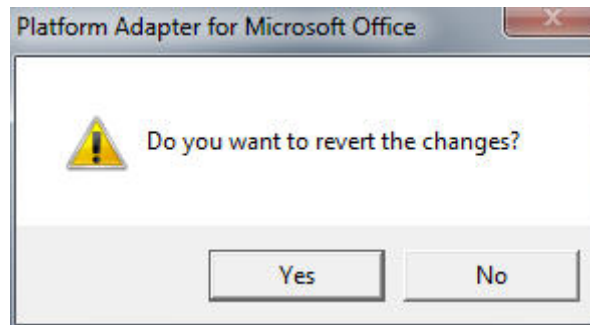 Platform Adapter for Microsoft Office
Do you want to revert the changes?
Yes
No